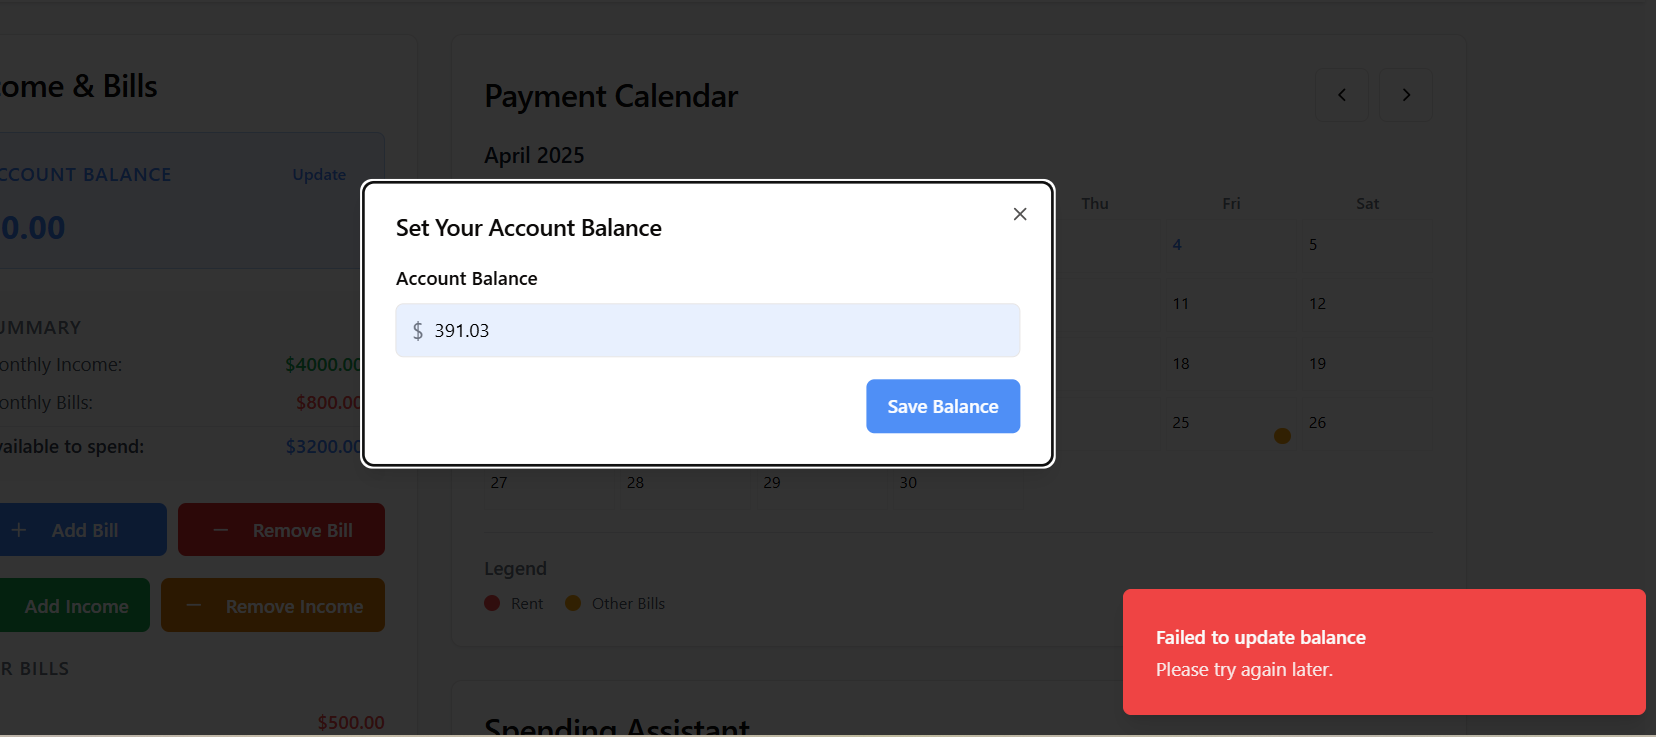 ome & Bills
CCOUNT BALANCE
Update
0.00
UMMARY
onthly Income:
$4000.00
onthly Bills:
$800.00
ailable to spend:
$3200.00
+ Add Bill
− Remove Bill
Add Income
− Remove Income
R BILLS
$500.00
Payment Calendar
April 2025
Thu Fri Sat
4 5
11 12
18 19
25 26
27 28 29 30
Legend
Rent
Other Bills
Spending Assistant
Set Your Account Balance
Account Balance
$ 391.03
Save Balance
Failed to update balance
Please try again later.